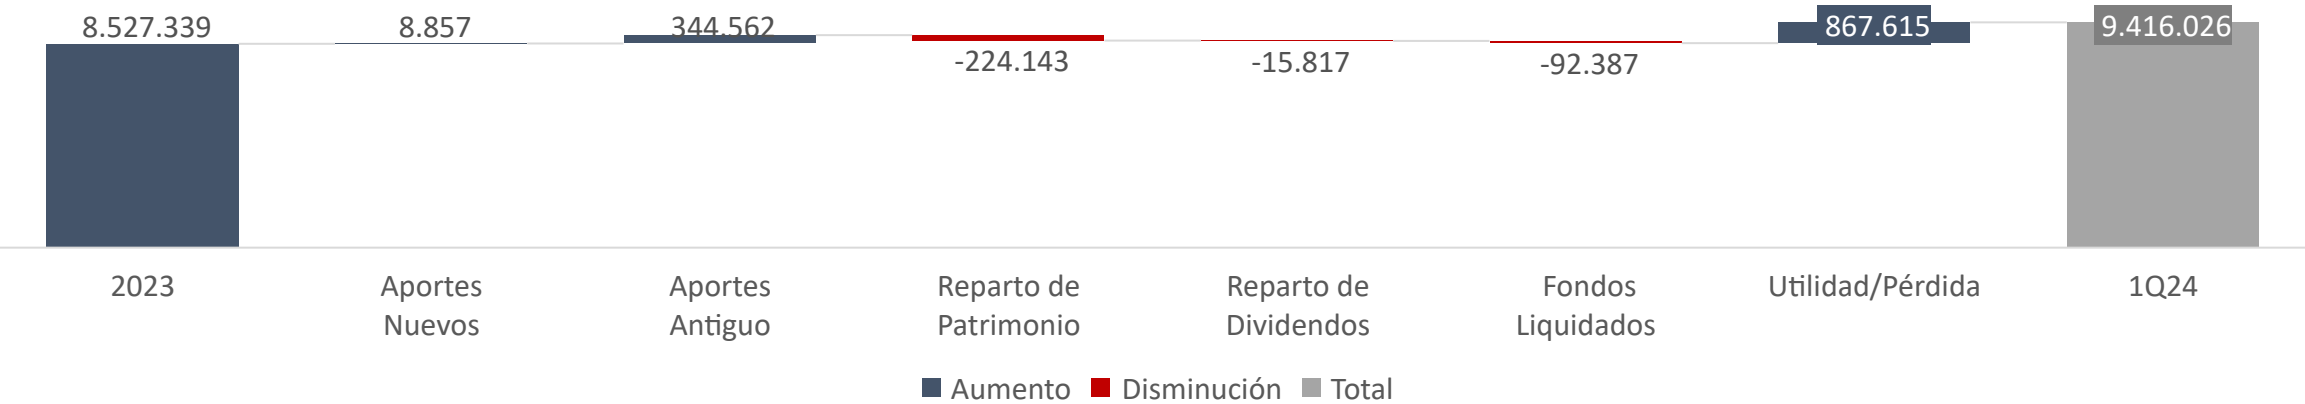 8.527.339
8.857
344.562
-224.143
-15.817
-92.387
867.615
9.416.026
2023
Aportes
Nuevos
Aportes
Antiguo
Reparto de
Patrimonio
Reparto de
Dividendos
Fondos
Liquidados
Utilidad/Pérdida
1Q24
Aumento
Disminución
Total